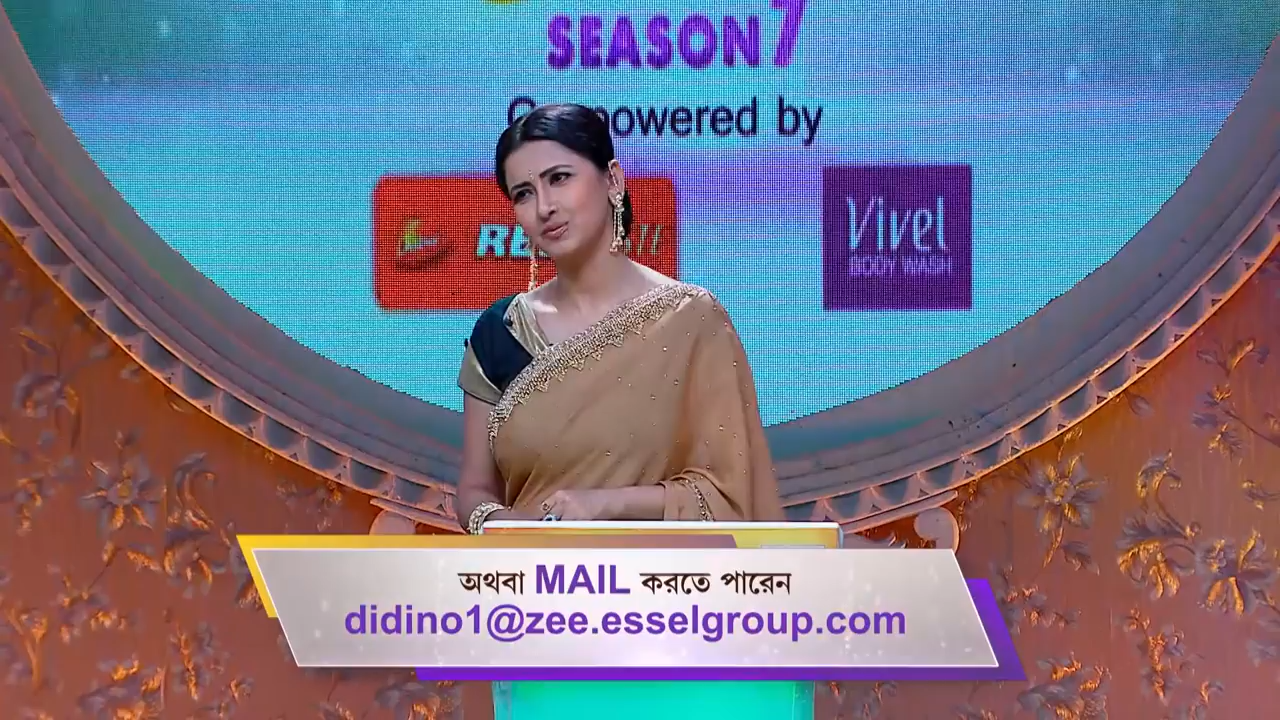 SEASON 7
powered by
Vivel
BODY WASH
অথবা MAIL করতে পারেন
didino1@zee.esselgroup.com